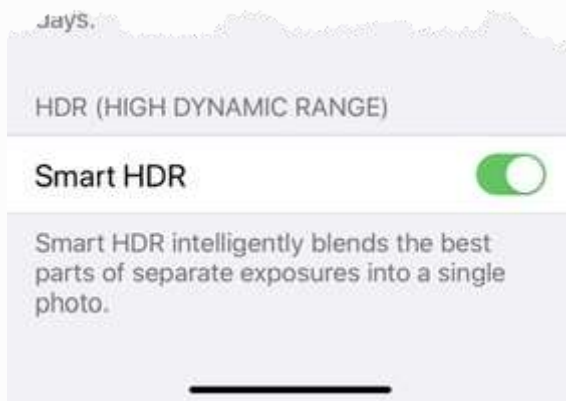 days.
HDR (HIGH DYNAMIC RANGE)
Smart HDR
Smart HDR intelligently blends the best
parts of separate exposures into a single
photo.